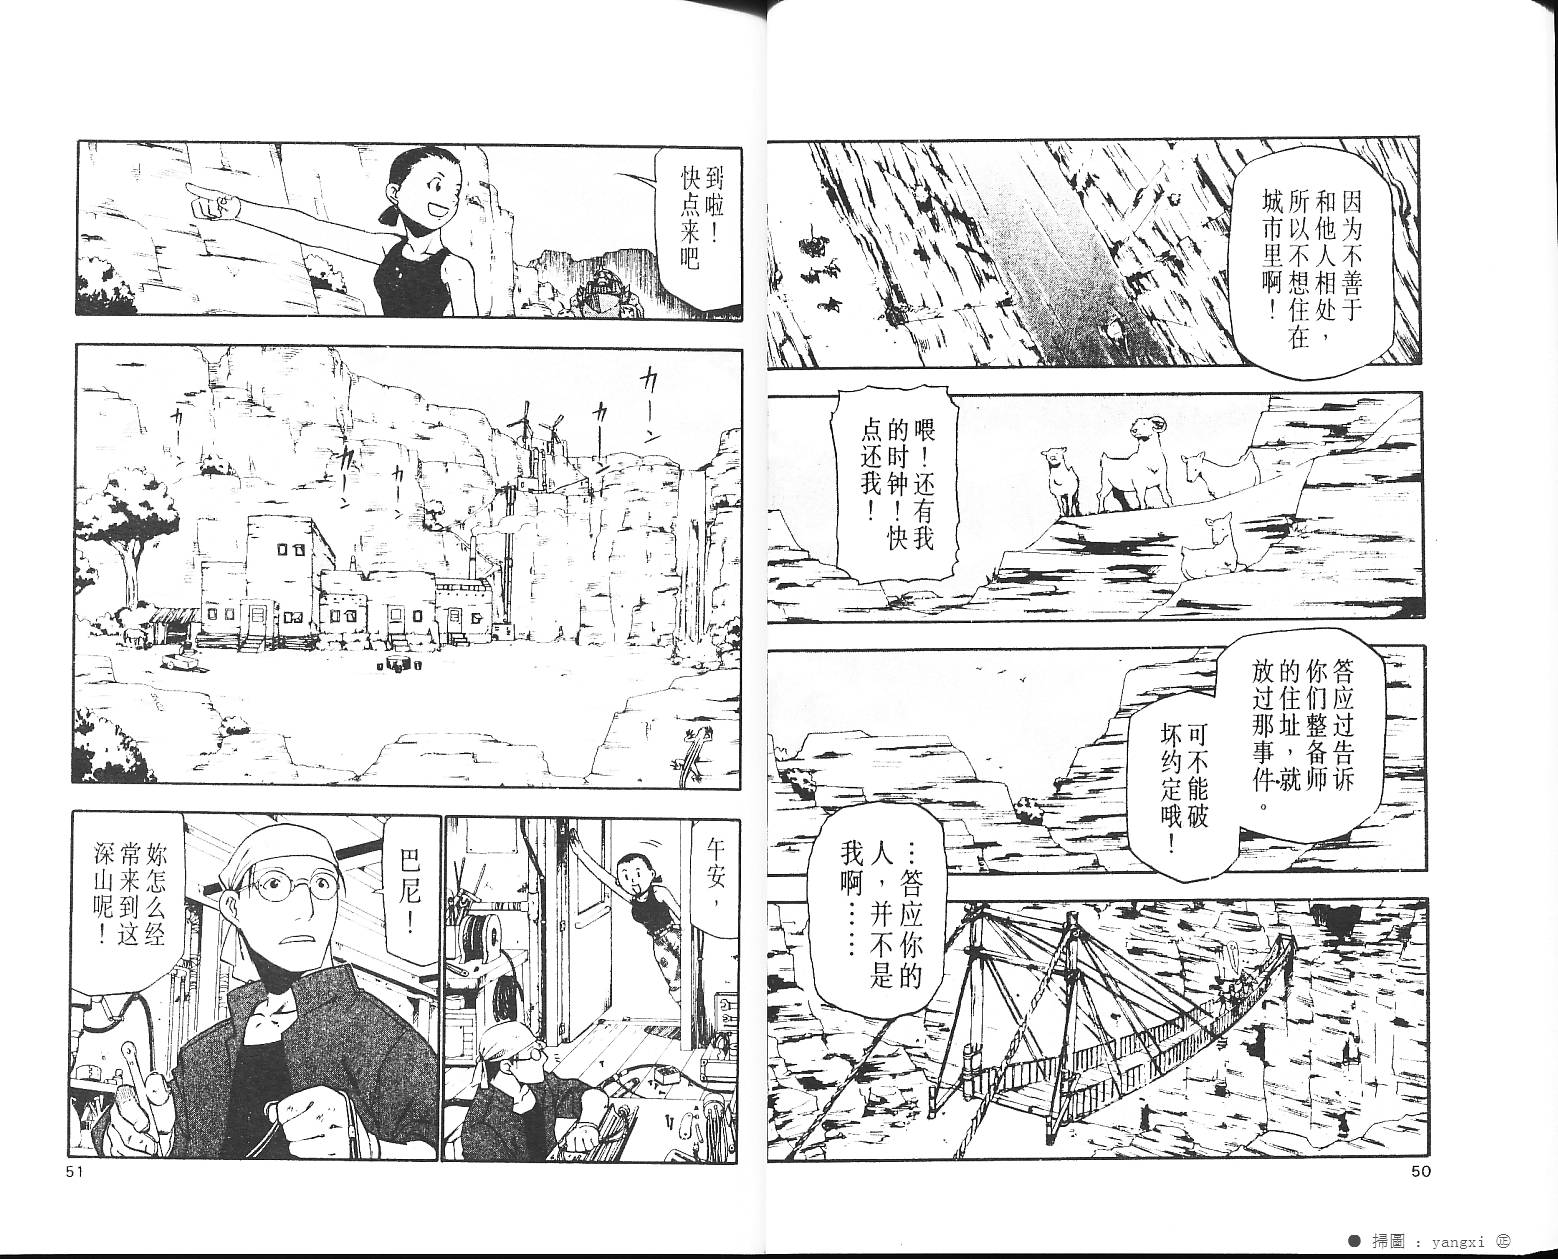 因为不善于
和他人相处，
所以不想住在
城市里啊！
喂！还有我
的时钟！快
点还我！
答应过告诉
你们整备师
的住址，就
放过那事件。
可不能破
坏约定哦！
…答应你的
人，并不是
我啊……
50
到啦！
快点来吧
カーン
カーン
カーン
カーン
午安，
巴尼！
妳怎么经
常来到这
深山呢！
51
● 掃圖 : yangxi ㊣